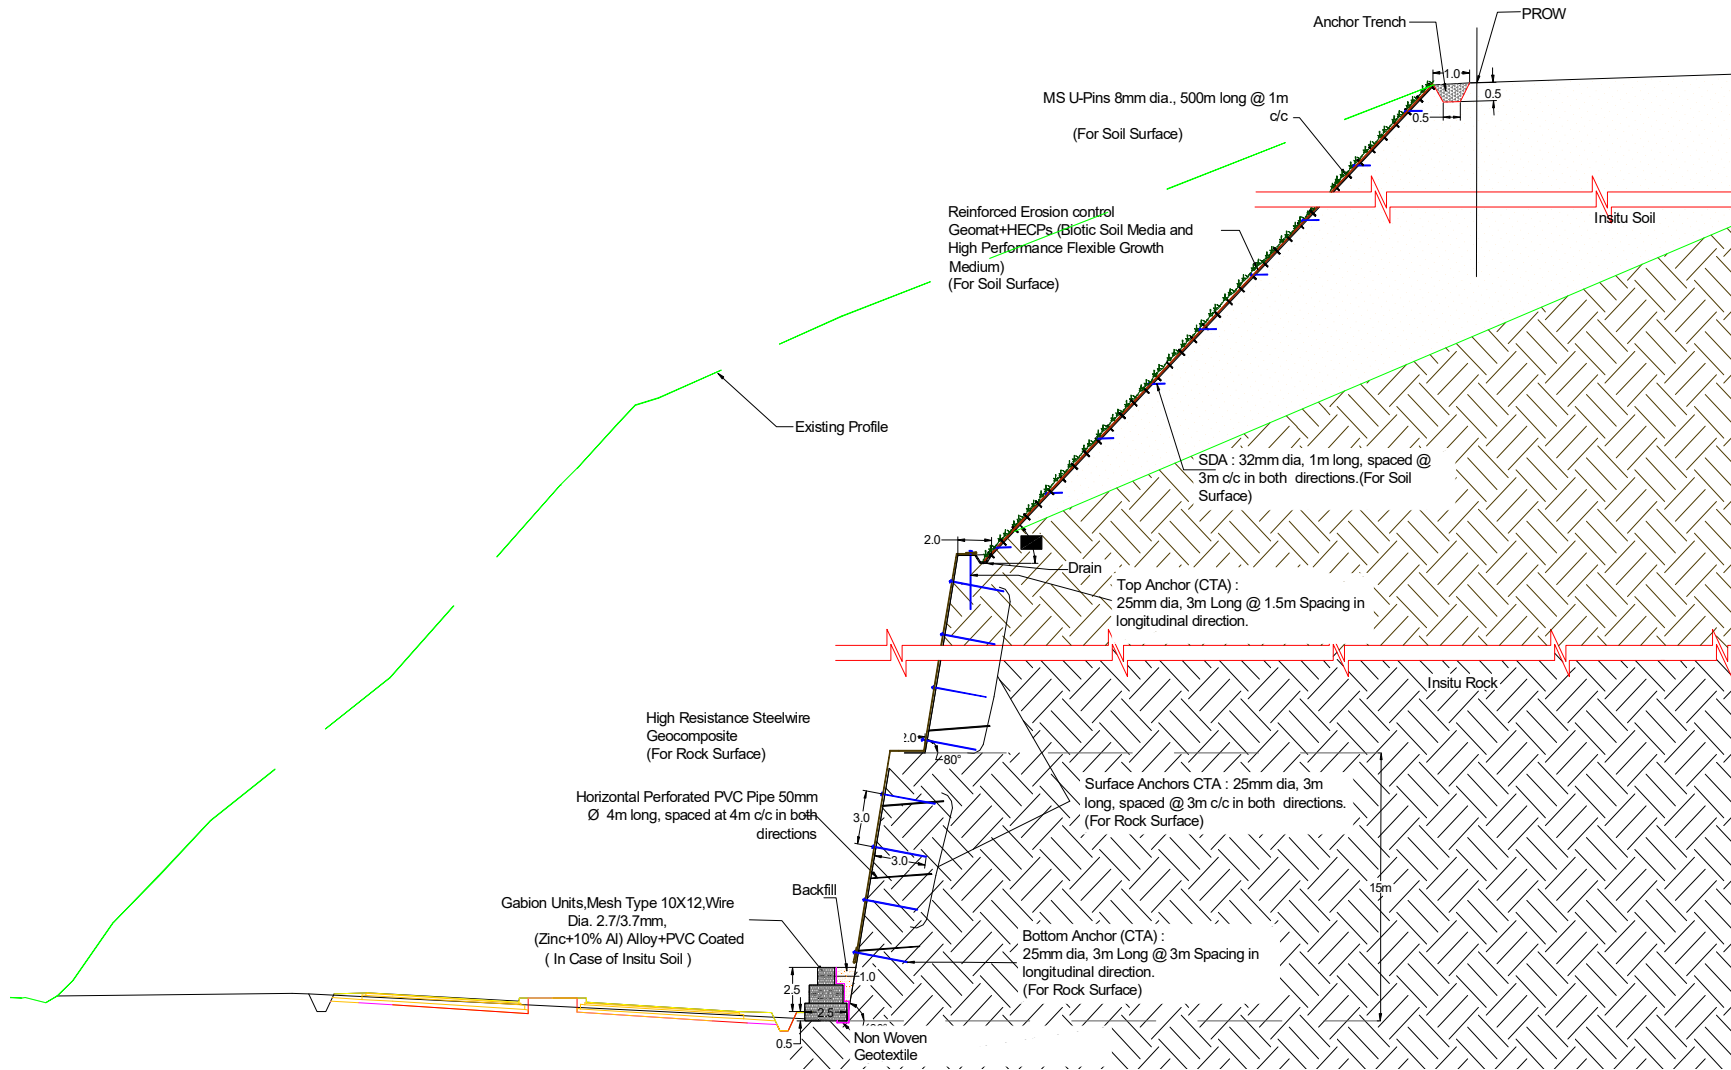 PROW
Anchor Trench
1.0
0.5
0.5
MS U-Pins 8mm dia., 500m long @ 1m
c/c
(For Soil Surface)
Reinforced Erosion control
Geomat+HECPs (Biotic Soil Media and
High Performance Flexible Growth
Medium)
(For Soil Surface)
Insitu Soil
Existing Profile
SDA : 32mm dia, 1m long, spaced @
3m c/c in both directions.(For Soil
Surface)
2.0
Drain
Top Anchor (CTA) :
25mm dia, 3m Long @ 1.5m Spacing in
longitudinal direction.
Insitu Rock
High Resistance Steelwire
Geocomposite
(For Rock Surface)
2.0
80°
Surface Anchors CTA : 25mm dia, 3m
long, spaced @ 3m c/c in both directions.
(For Rock Surface)
Horizontal Perforated PVC Pipe 50mm
Ø 4m long, spaced at 4m c/c in both
directions
3.0
3.0
15m
Backfill
Gabion Units,Mesh Type 10X12,Wire
Dia. 2.7/3.7mm,
(Zinc+10% Al) Alloy+PVC Coated
( In Case of Insitu Soil )
Bottom Anchor (CTA) :
25mm dia, 3m Long @ 3m Spacing in
longitudinal direction.
(For Rock Surface)
1.0
2.5
2.5
0.5
Non Woven
Geotextile